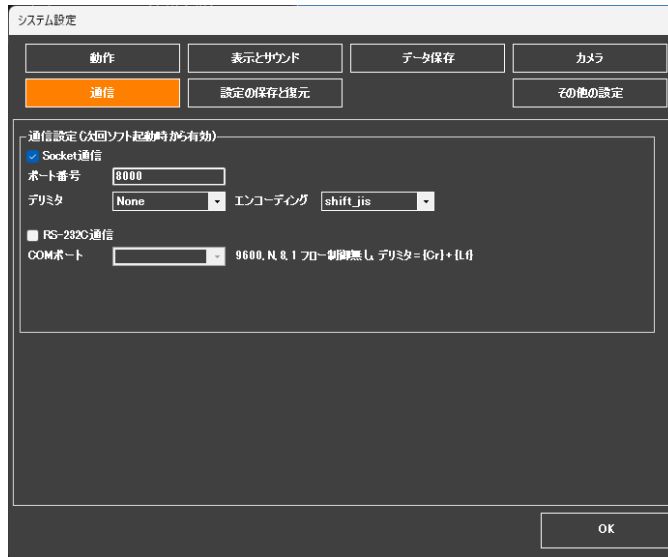 システム設定
動作 表示とサウンド データ保存 カメラ
通信 設定の保存と復元 その他の設定
通信設定(次回ソフト起動時から有効)
Socket通信
ポート番号 8000
デリミタ None エンコーディング shift_jis
RS-232C通信
COMポート 9600, N, 8, 1 フロー制御無し, デリミタ = {Cr} + {Lf}
OK